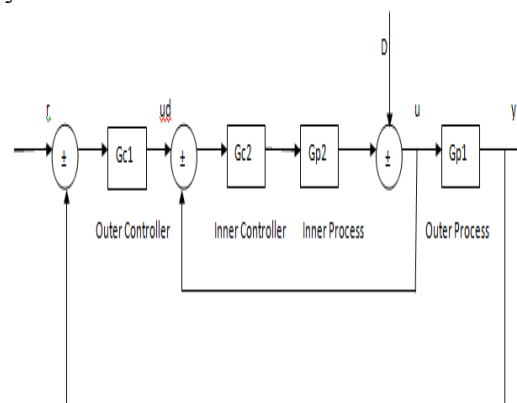 D
r
ud
u
y
±
Gc1
±
Gc2
Gp2
±
Gp1
Outer Controller
Inner Controller
Inner Process
Outer Process